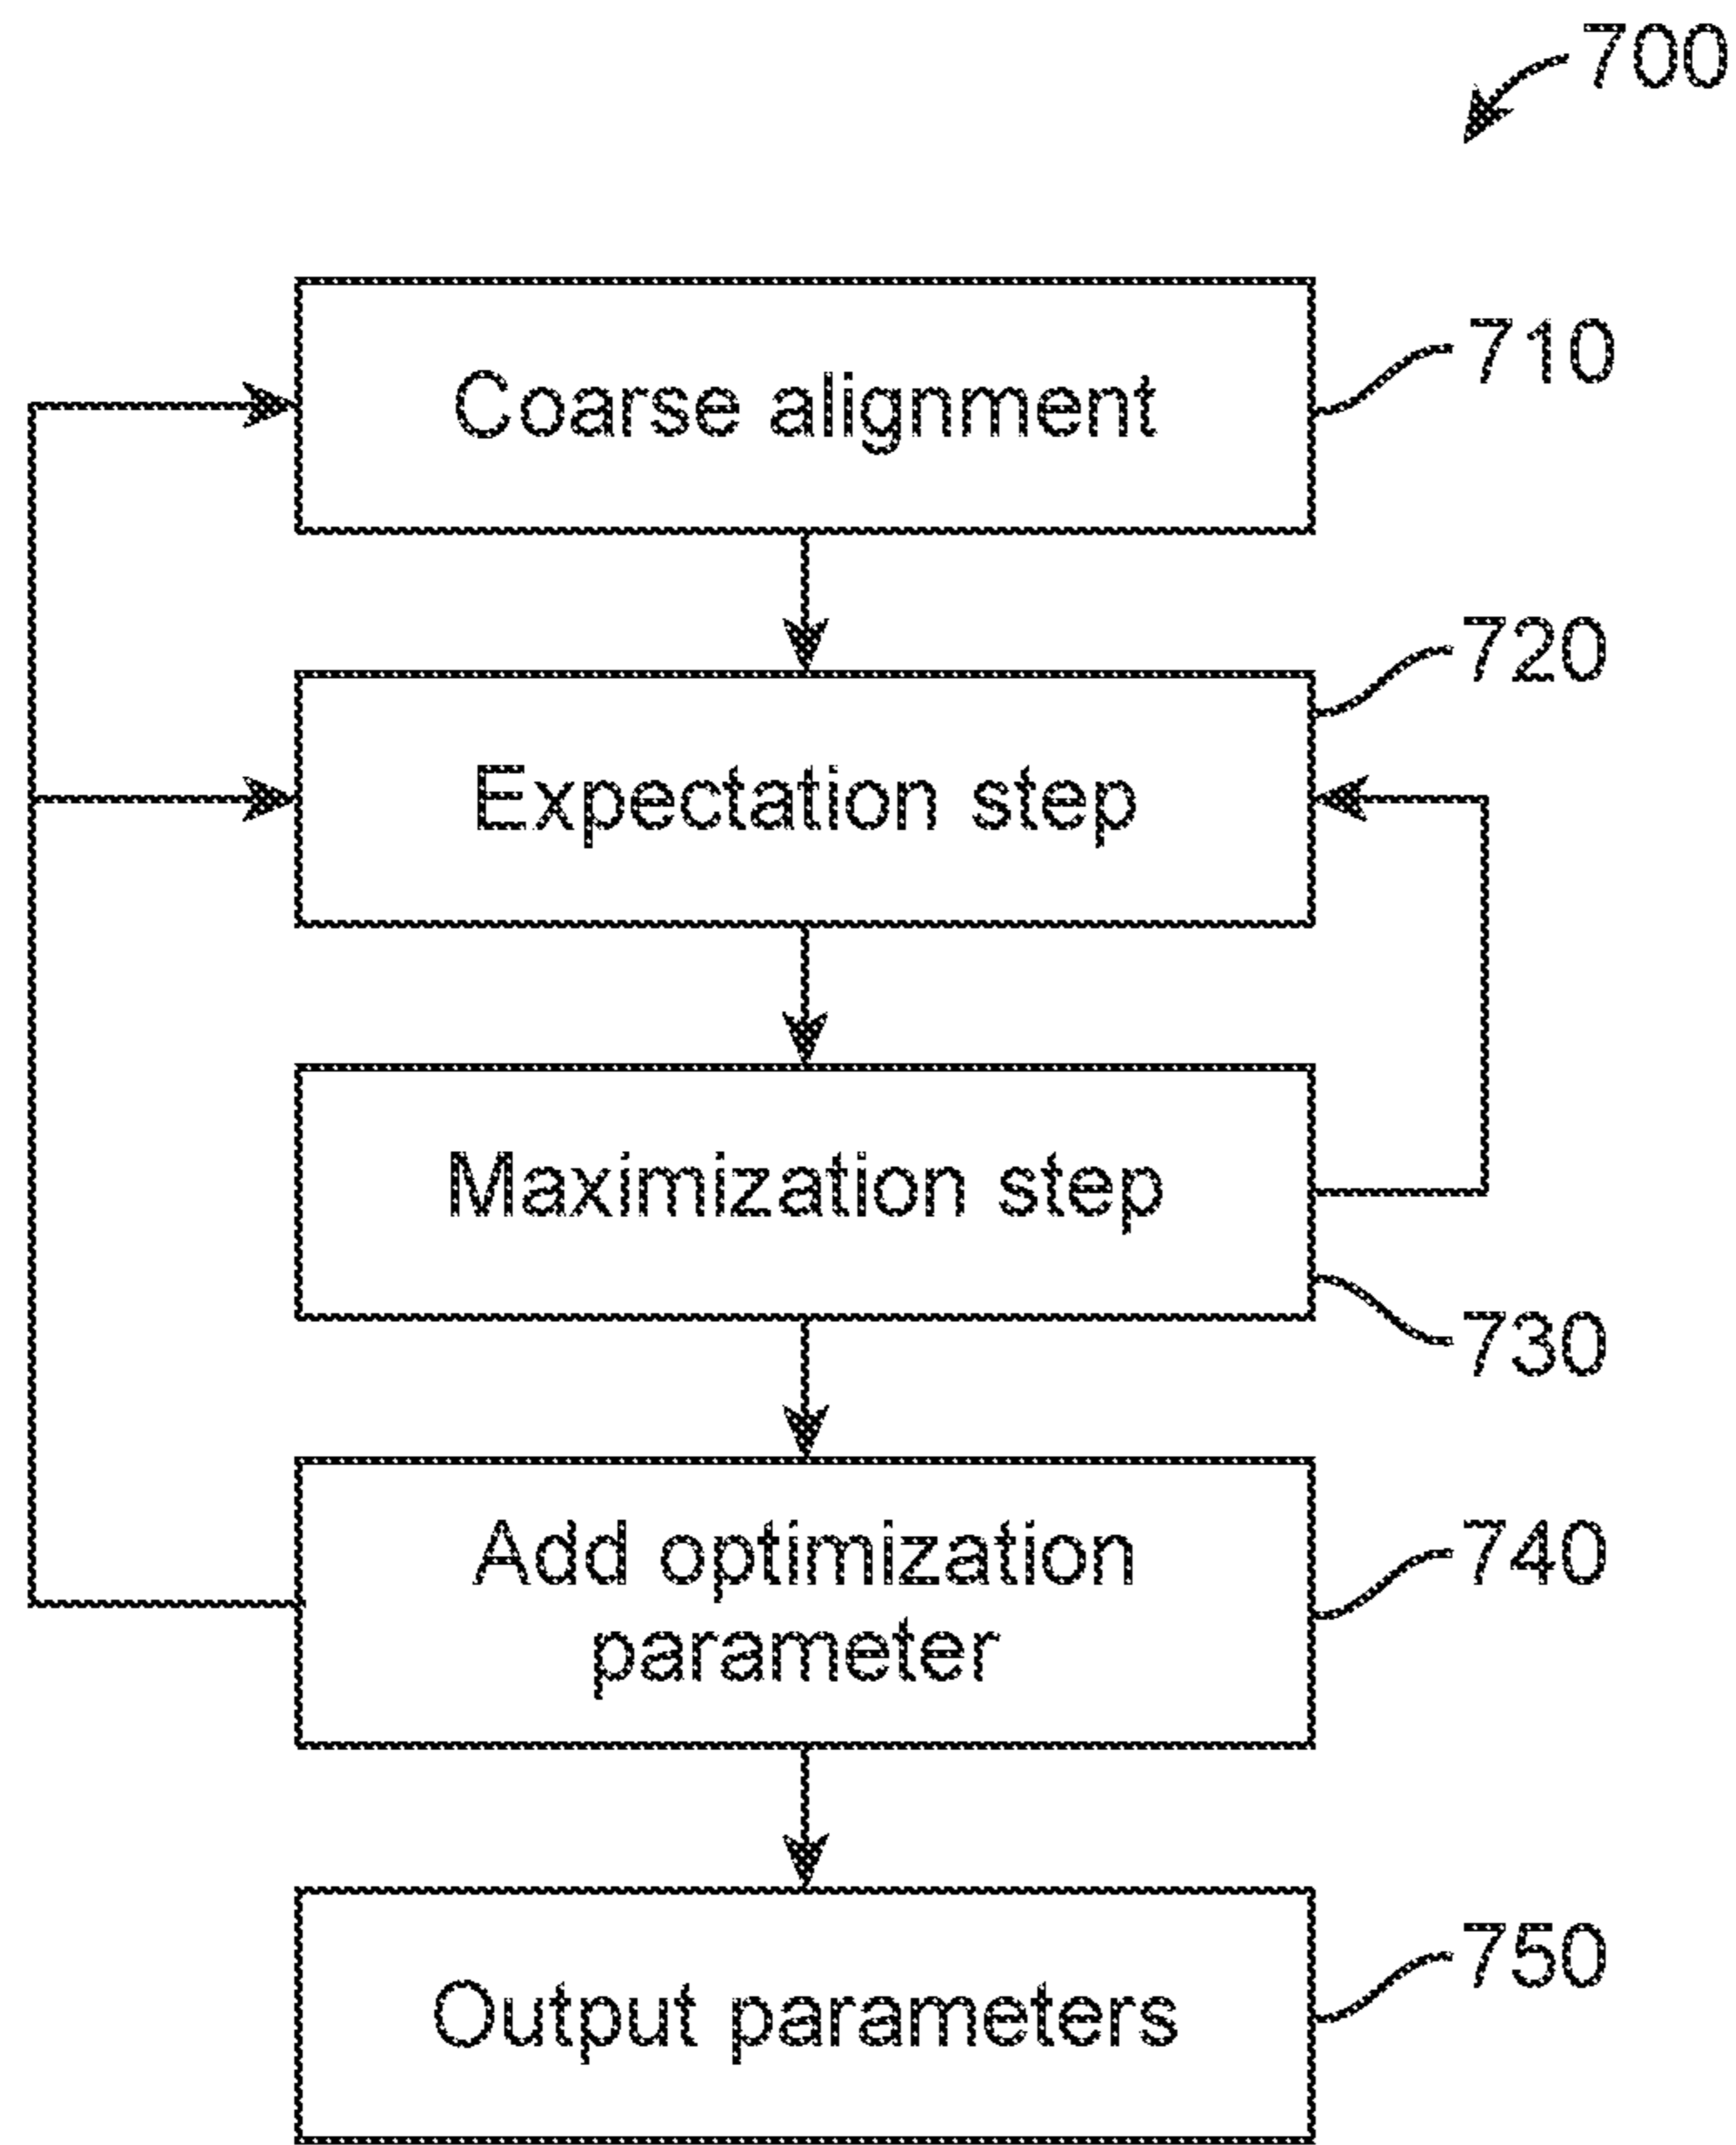 700
Coarse alignment
710
720
Expectation step
Maximization step
730
Add optimization
parameter
740
Output parameters
750